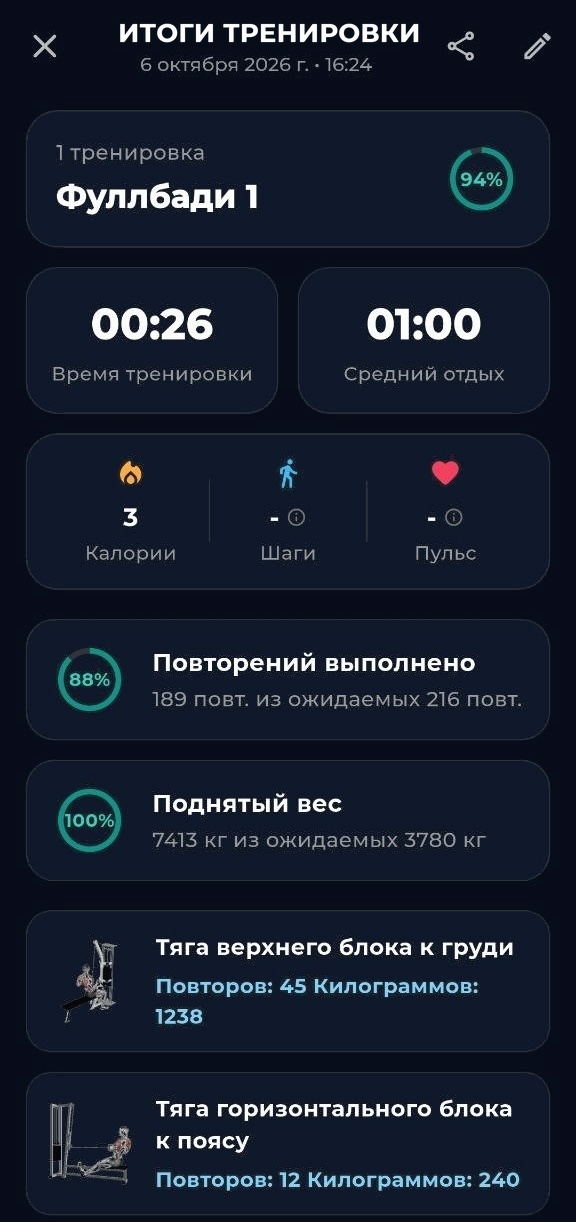 ИТОГИ ТРЕНИРОВКИ
6 октября 2026 г. • 16:24
1 тренировка
Фуллбади 1
94%
00:26
Время тренировки
01:00
Средний отдых
3
Калории
-
Шаги
-
Пульс
88%
Повторений выполнено
189 повт. из ожидаемых 216 повт.
100%
Поднятый вес
7413 кг из ожидаемых 3780 кг
Тяга верхнего блока к груди
Повторов: 45 Килограммов:
1238
Тяга горизонтального блока
к поясу
Повторов: 12 Килограммов: 240